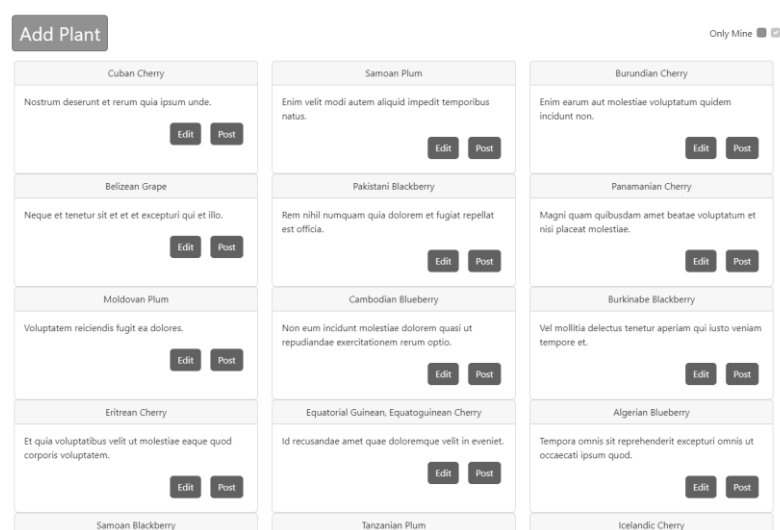 Add Plant
Only Mine
Cuban Cherry
Nostrum deserunt et rerum quia ipsum unde.
Edit Post
Samoan Plum
Enim velit modi autem aliquid impedit temporibus
natus.
Edit Post
Burundian Cherry
Enim earum aut molestiae voluptatum quidem
incidunt non.
Edit Post
Belizean Grape
Neque et tenetur sit et et et excepturi qui et illo.
Edit Post
Pakistani Blackberry
Rem nihil numquam quia dolorem et fugiat repellat
est officia.
Edit Post
Panamanian Cherry
Magni quam quibusdam amet beatae voluptatum et
nisi placeat molestiae.
Edit Post
Moldovan Plum
Voluptatem reiciendis fugit ea dolores.
Edit Post
Cambodian Blueberry
Non eum incidunt molestiae dolorem quasi ut
repudiandae exercitationem rerum optio.
Edit Post
Burkinabe Blackberry
Vel mollitia delectus tenetur aperiam qui iusto veniam
tempore et.
Edit Post
Eritrean Cherry
Et quia voluptatibus velit ut molestiae eaque quod
corporis voluptatem.
Edit Post
Equatorial Guinean, Equatoguinean Cherry
Id recusandae amet quae doloremque velit in eveniet.
Edit Post
Algerian Blueberry
Tempora omnis sit reprehenderit excepturi omnis ut
occaecati ipsum quod.
Edit Post
Samoan Blackberry
Tanzanian Plum
Icelandic Cherry